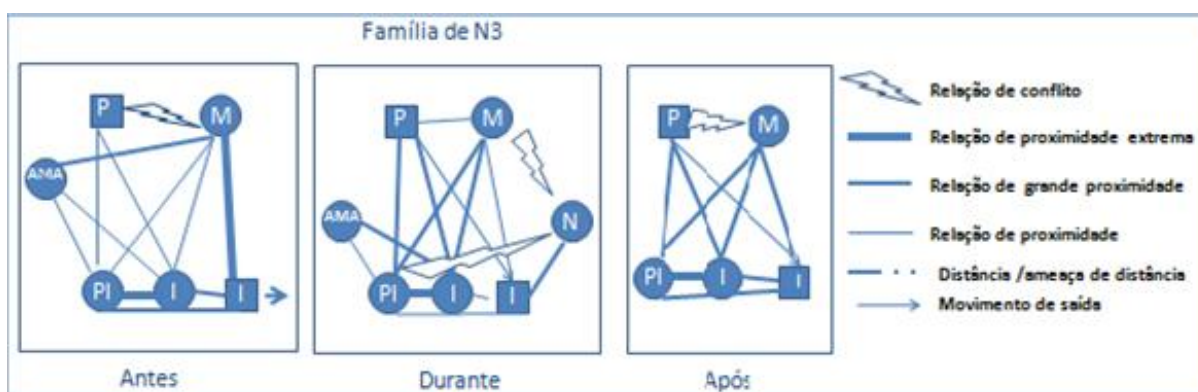 Família de N3
P
M
AMA
PI
I
I
Antes
P
M
AMA
N
PI
I
I
Durante
P
M
PI
I
I
Após
Relação de conflito
Relação de proximidade extrema
Relação de grande proximidade
Relação de proximidade
Distância /ameaça de distância
Movimento de saída